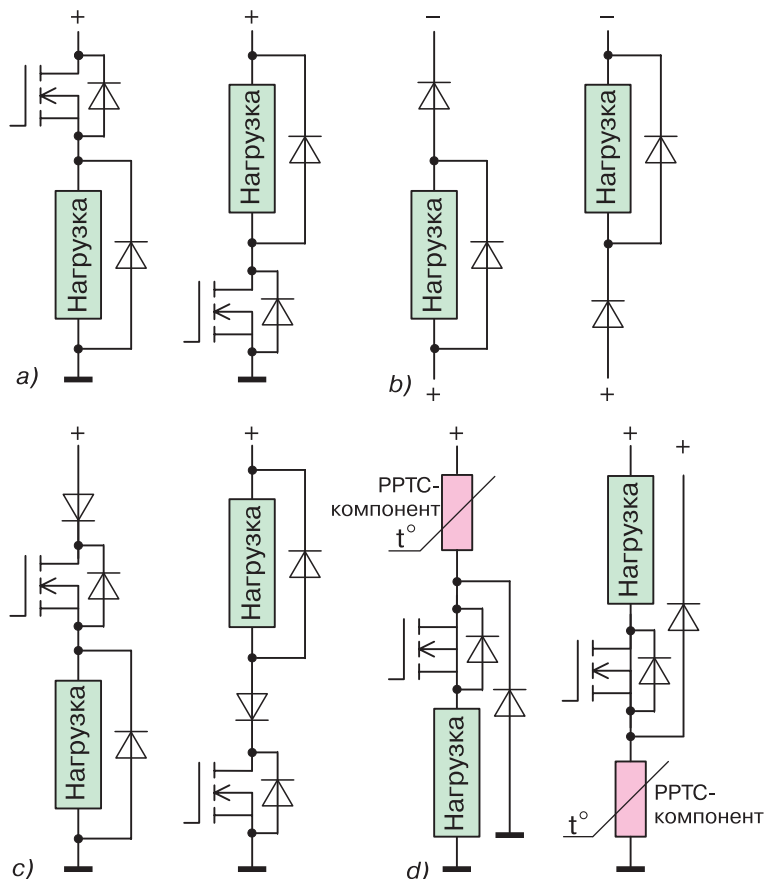 + + − −
Нагрузка
Нагрузка
Нагрузка
Нагрузка
a)
b)
+ +
+ + + +
PPTC-
компонент
t°
Нагрузка
Нагрузка
Нагрузка
Нагрузка
t°
PPTC-
компонент
c)
d)